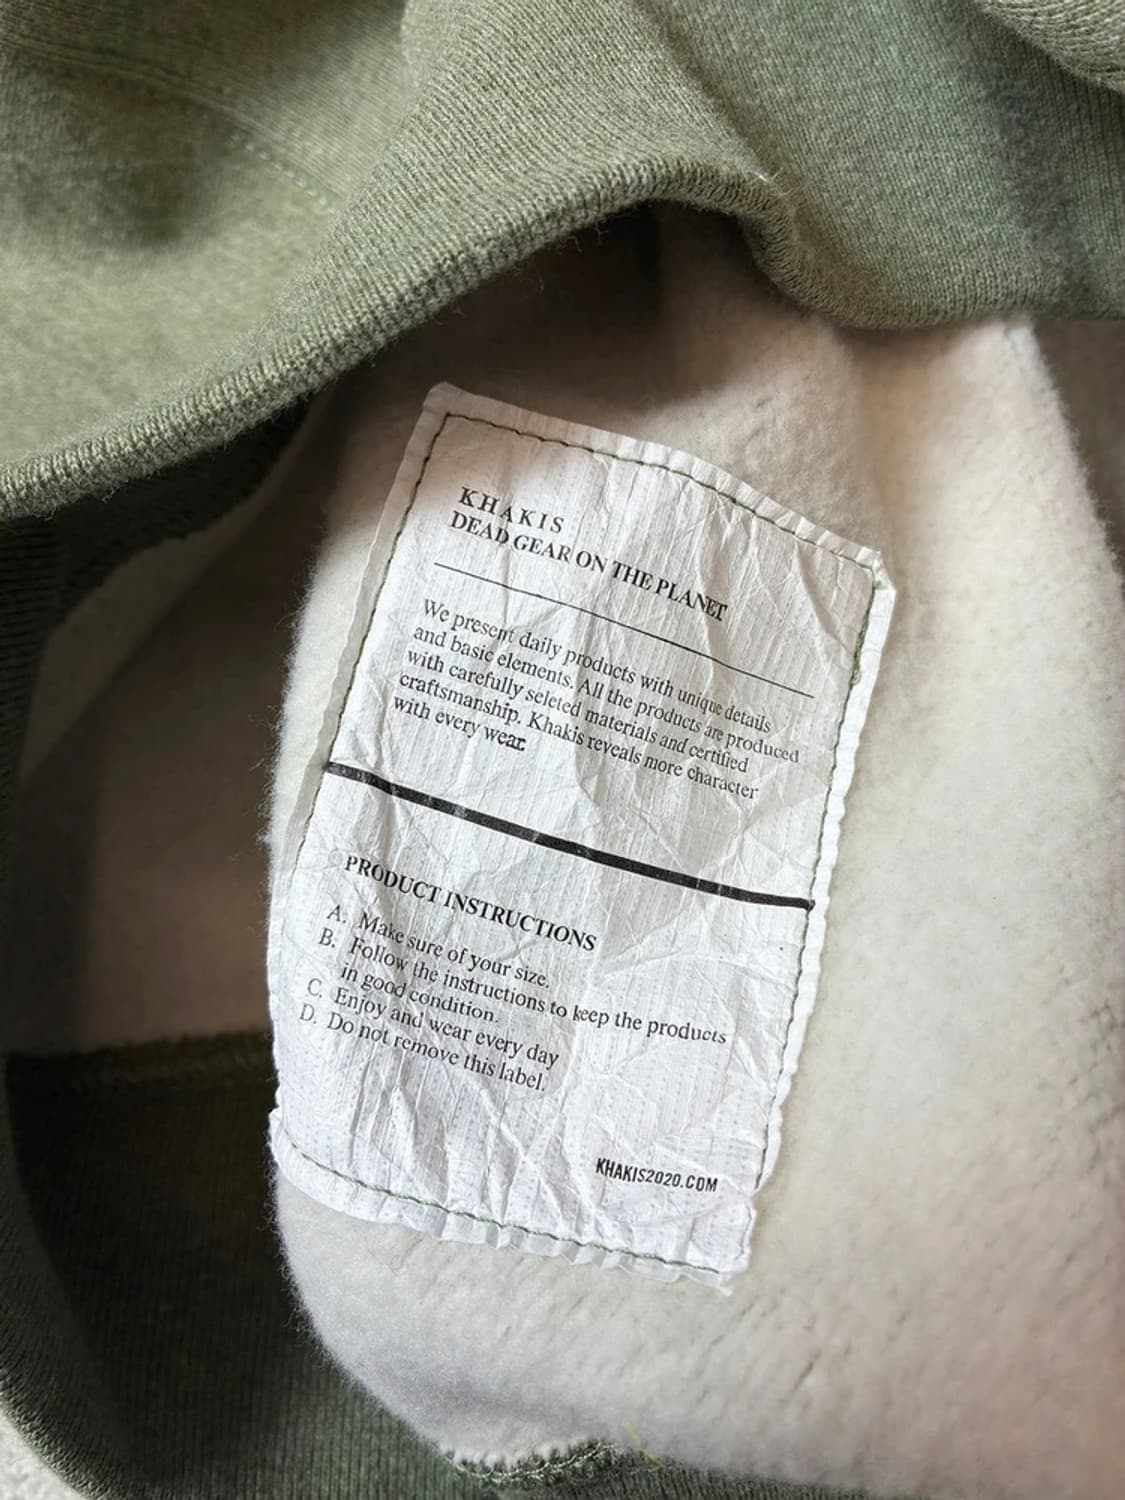 KHAKIS
DEAD GEAR ON THE PLANET
We present daily products with unique details
and basic elements. All the products are produced
with carefully seleted materials and certified
craftsmanship. Khakis reveals more character
with every wear.
PRODUCT INSTRUCTIONS
A. Make sure of your size.
B. Follow the instructions to keep the products
in good condition.
C. Enjoy and wear every day
D. Do not remove this label.
KHAKIS2020.COM